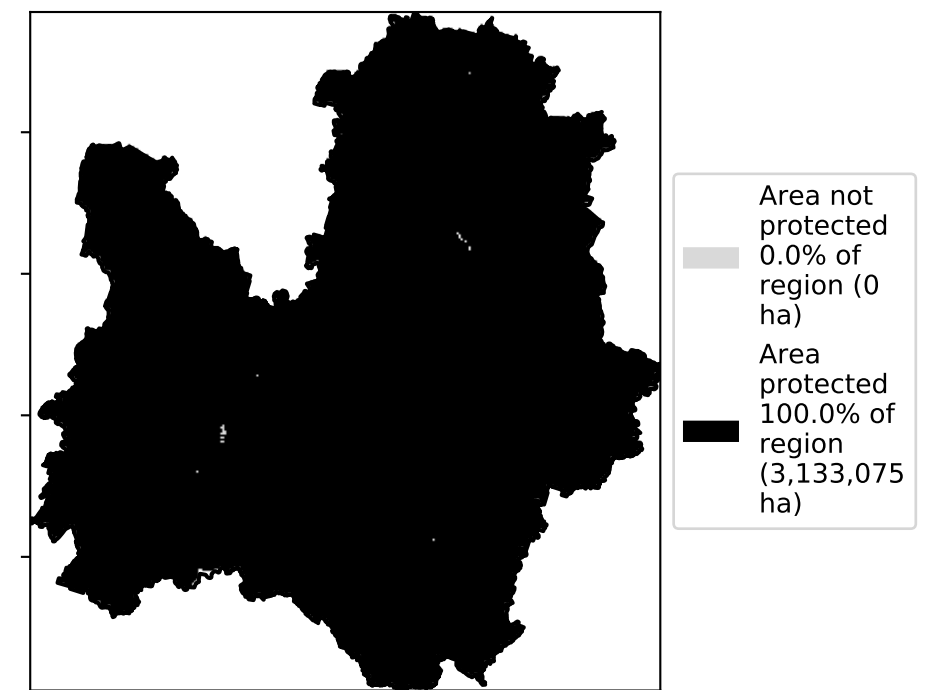 Area not
protected
0.0% of
region (0
ha)
Area
protected
100.0% of
region
(3,133,075
ha)